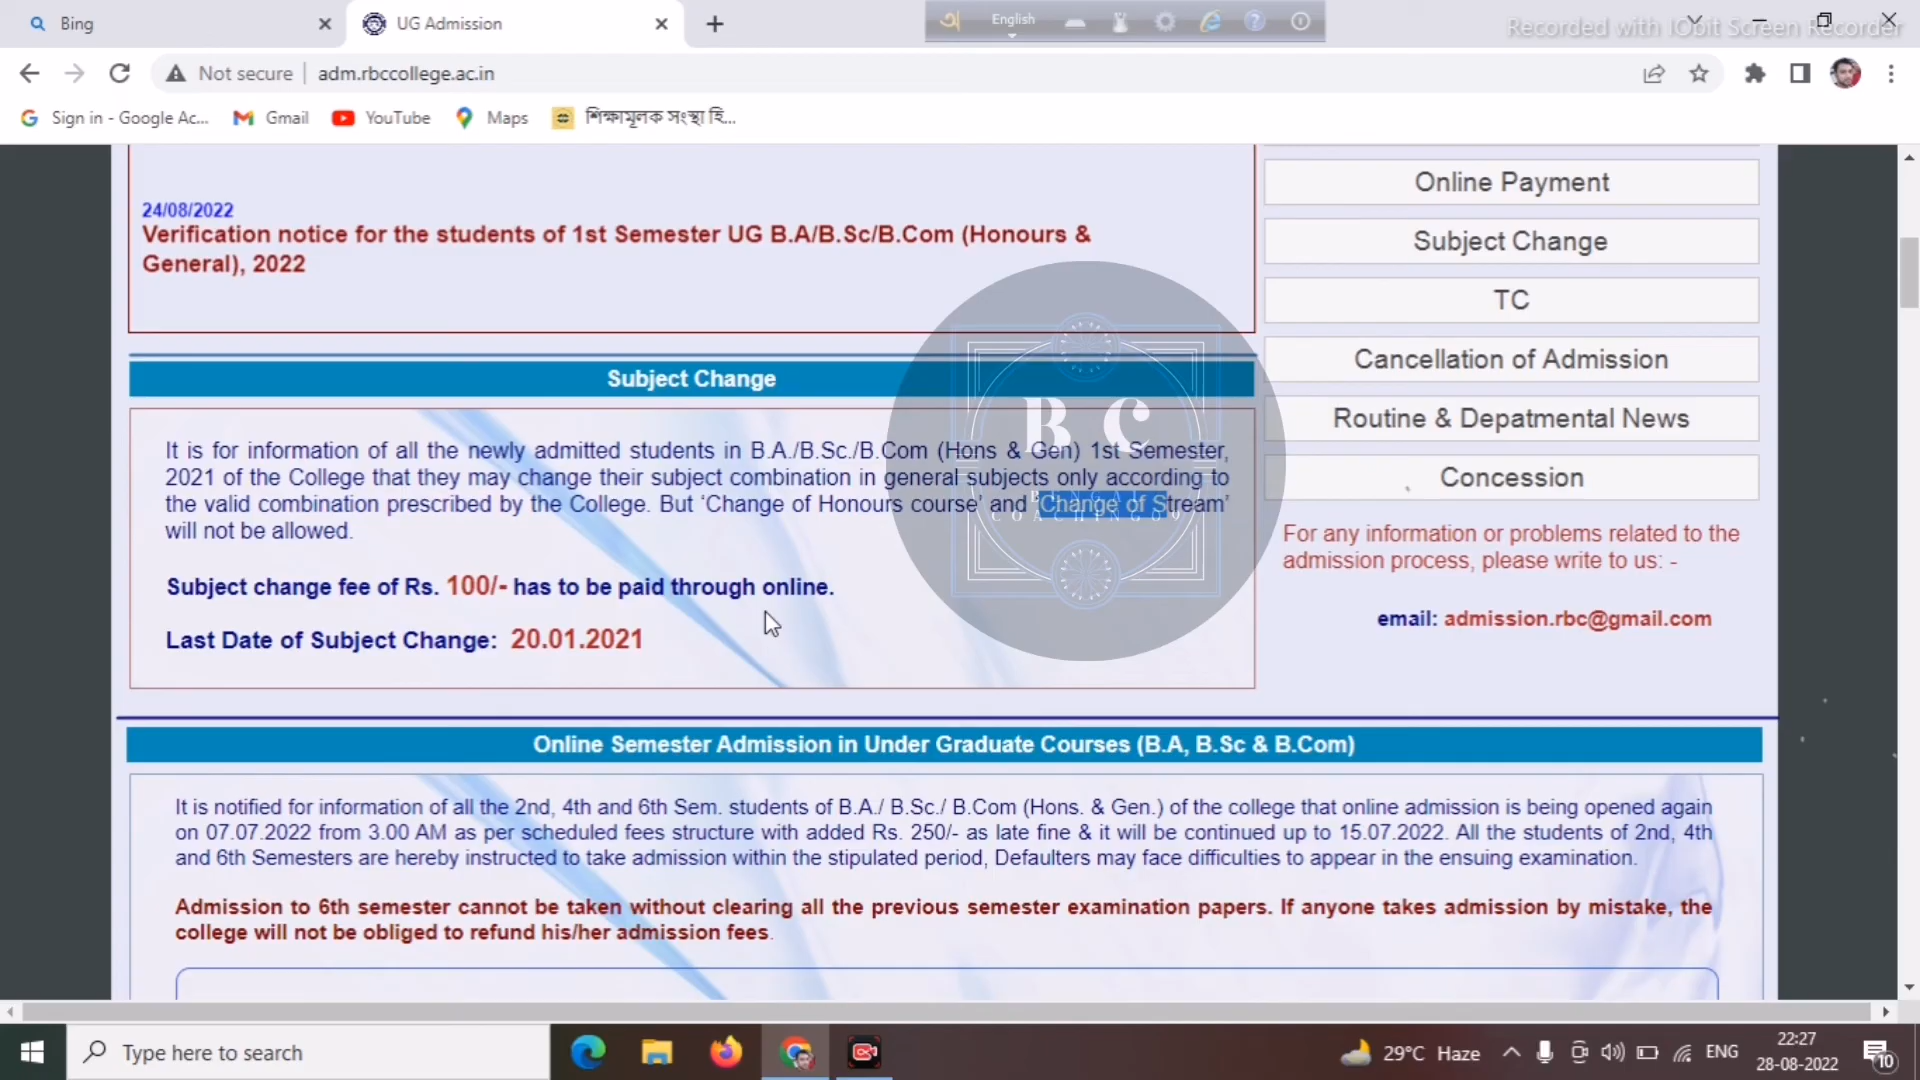 Bing
UG Admission
English
Recorded with IObit Screen Recorder
Not secure
adm.rbccollege.ac.in
Sign in - Google Ac...
Gmail
YouTube
Maps
শিক্ষামূলক সংস্থা হি...
24/08/2022
Verification notice for the students of 1st Semester UG B.A/B.Sc/B.Com (Honours &
General), 2022
Subject Change
It is for information of all the newly admitted students in B.A./B.Sc./B.Com (Hons & Gen) 1st Semester,
2021 of the College that they may change their subject combination in general subjects only according to
the valid combination prescribed by the College. But ‘Change of Honours course’ and ‘Change of Stream’
will not be allowed.
Subject change fee of Rs. 100/- has to be paid through online.
Last Date of Subject Change: 20.01.2021
B C
BENGAL
COACHINGOO
Online Payment
Subject Change
TC
Cancellation of Admission
Routine & Depatmental News
Concession
For any information or problems related to the
admission process, please write to us: -
email: admission.rbc@gmail.com
Online Semester Admission in Under Graduate Courses (B.A, B.Sc & B.Com)
It is notified for information of all the 2nd, 4th and 6th Sem. students of B.A./ B.Sc./ B.Com (Hons. & Gen.) of the college that online admission is being opened again
on 07.07.2022 from 3.00 AM as per scheduled fees structure with added Rs. 250/- as late fine & it will be continued up to 15.07.2022. All the students of 2nd, 4th
and 6th Semesters are hereby instructed to take admission within the stipulated period, Defaulters may face difficulties to appear in the ensuing examination.
Admission to 6th semester cannot be taken without clearing all the previous semester examination papers. If anyone takes admission by mistake, the
college will not be obliged to refund his/her admission fees.
Type here to search
29°C Haze
ENG
22:27
28-08-2022
10